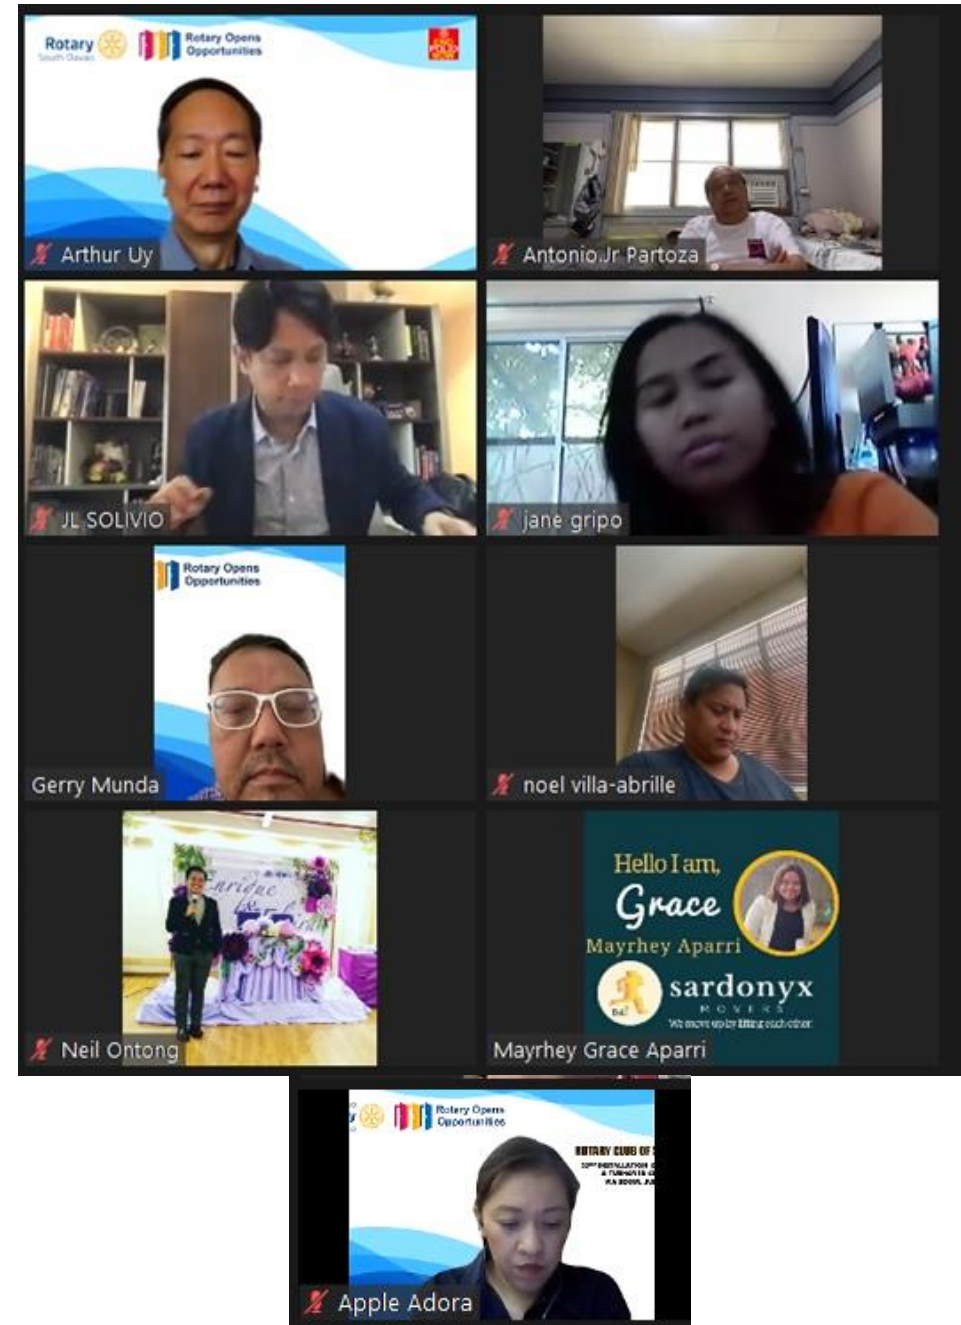 Rotary
South Davao
Rotary Opens
Opportunities
Arthur Uy
Antonio.Jr Partoza
JL SOLIVIO
jane gripo
Rotary Opens
Opportunities
Gerry Munda
noel villa-abrille
Neil Ontong
Hello I am,
Grace
Mayrhey Aparri
sardonyx
MOVERS
We move up by lifting each other.
Mayrhey Grace Aparri
Rotary Opens
Opportunities
ROTARY CLUB OF
Apple Adora